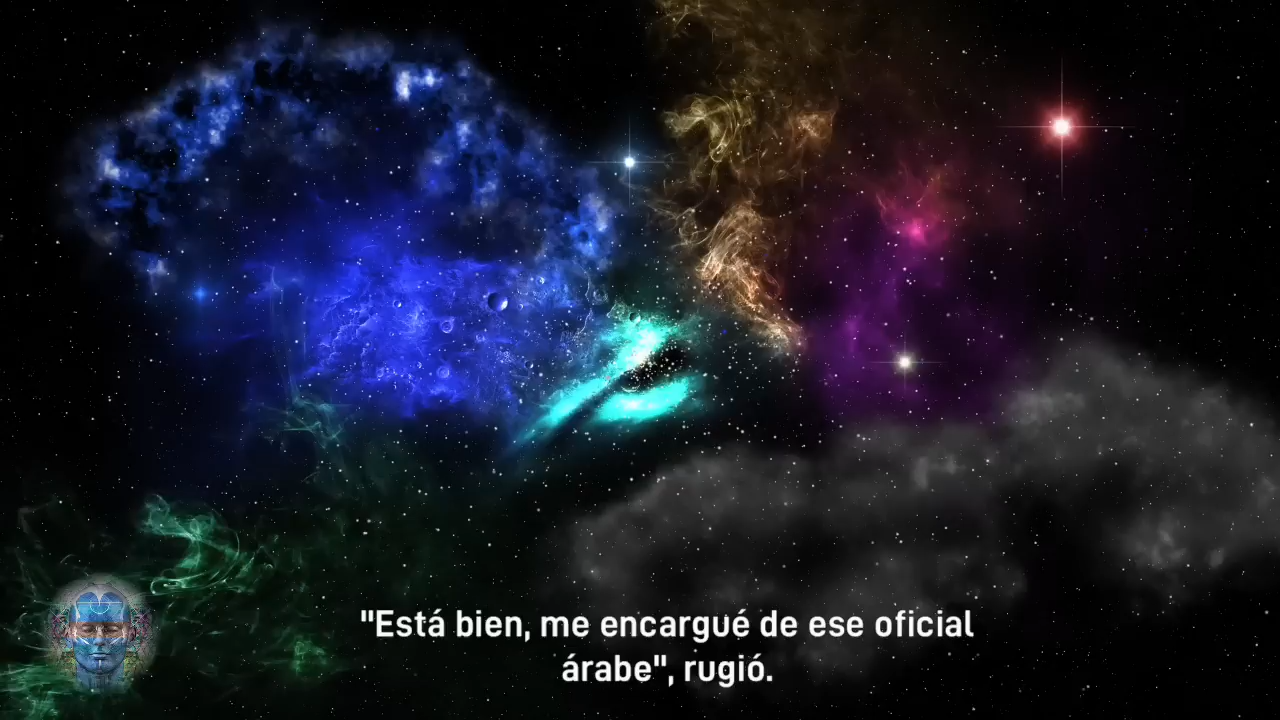 "Está bien, me encargué de ese oficial
árabe", rugió.